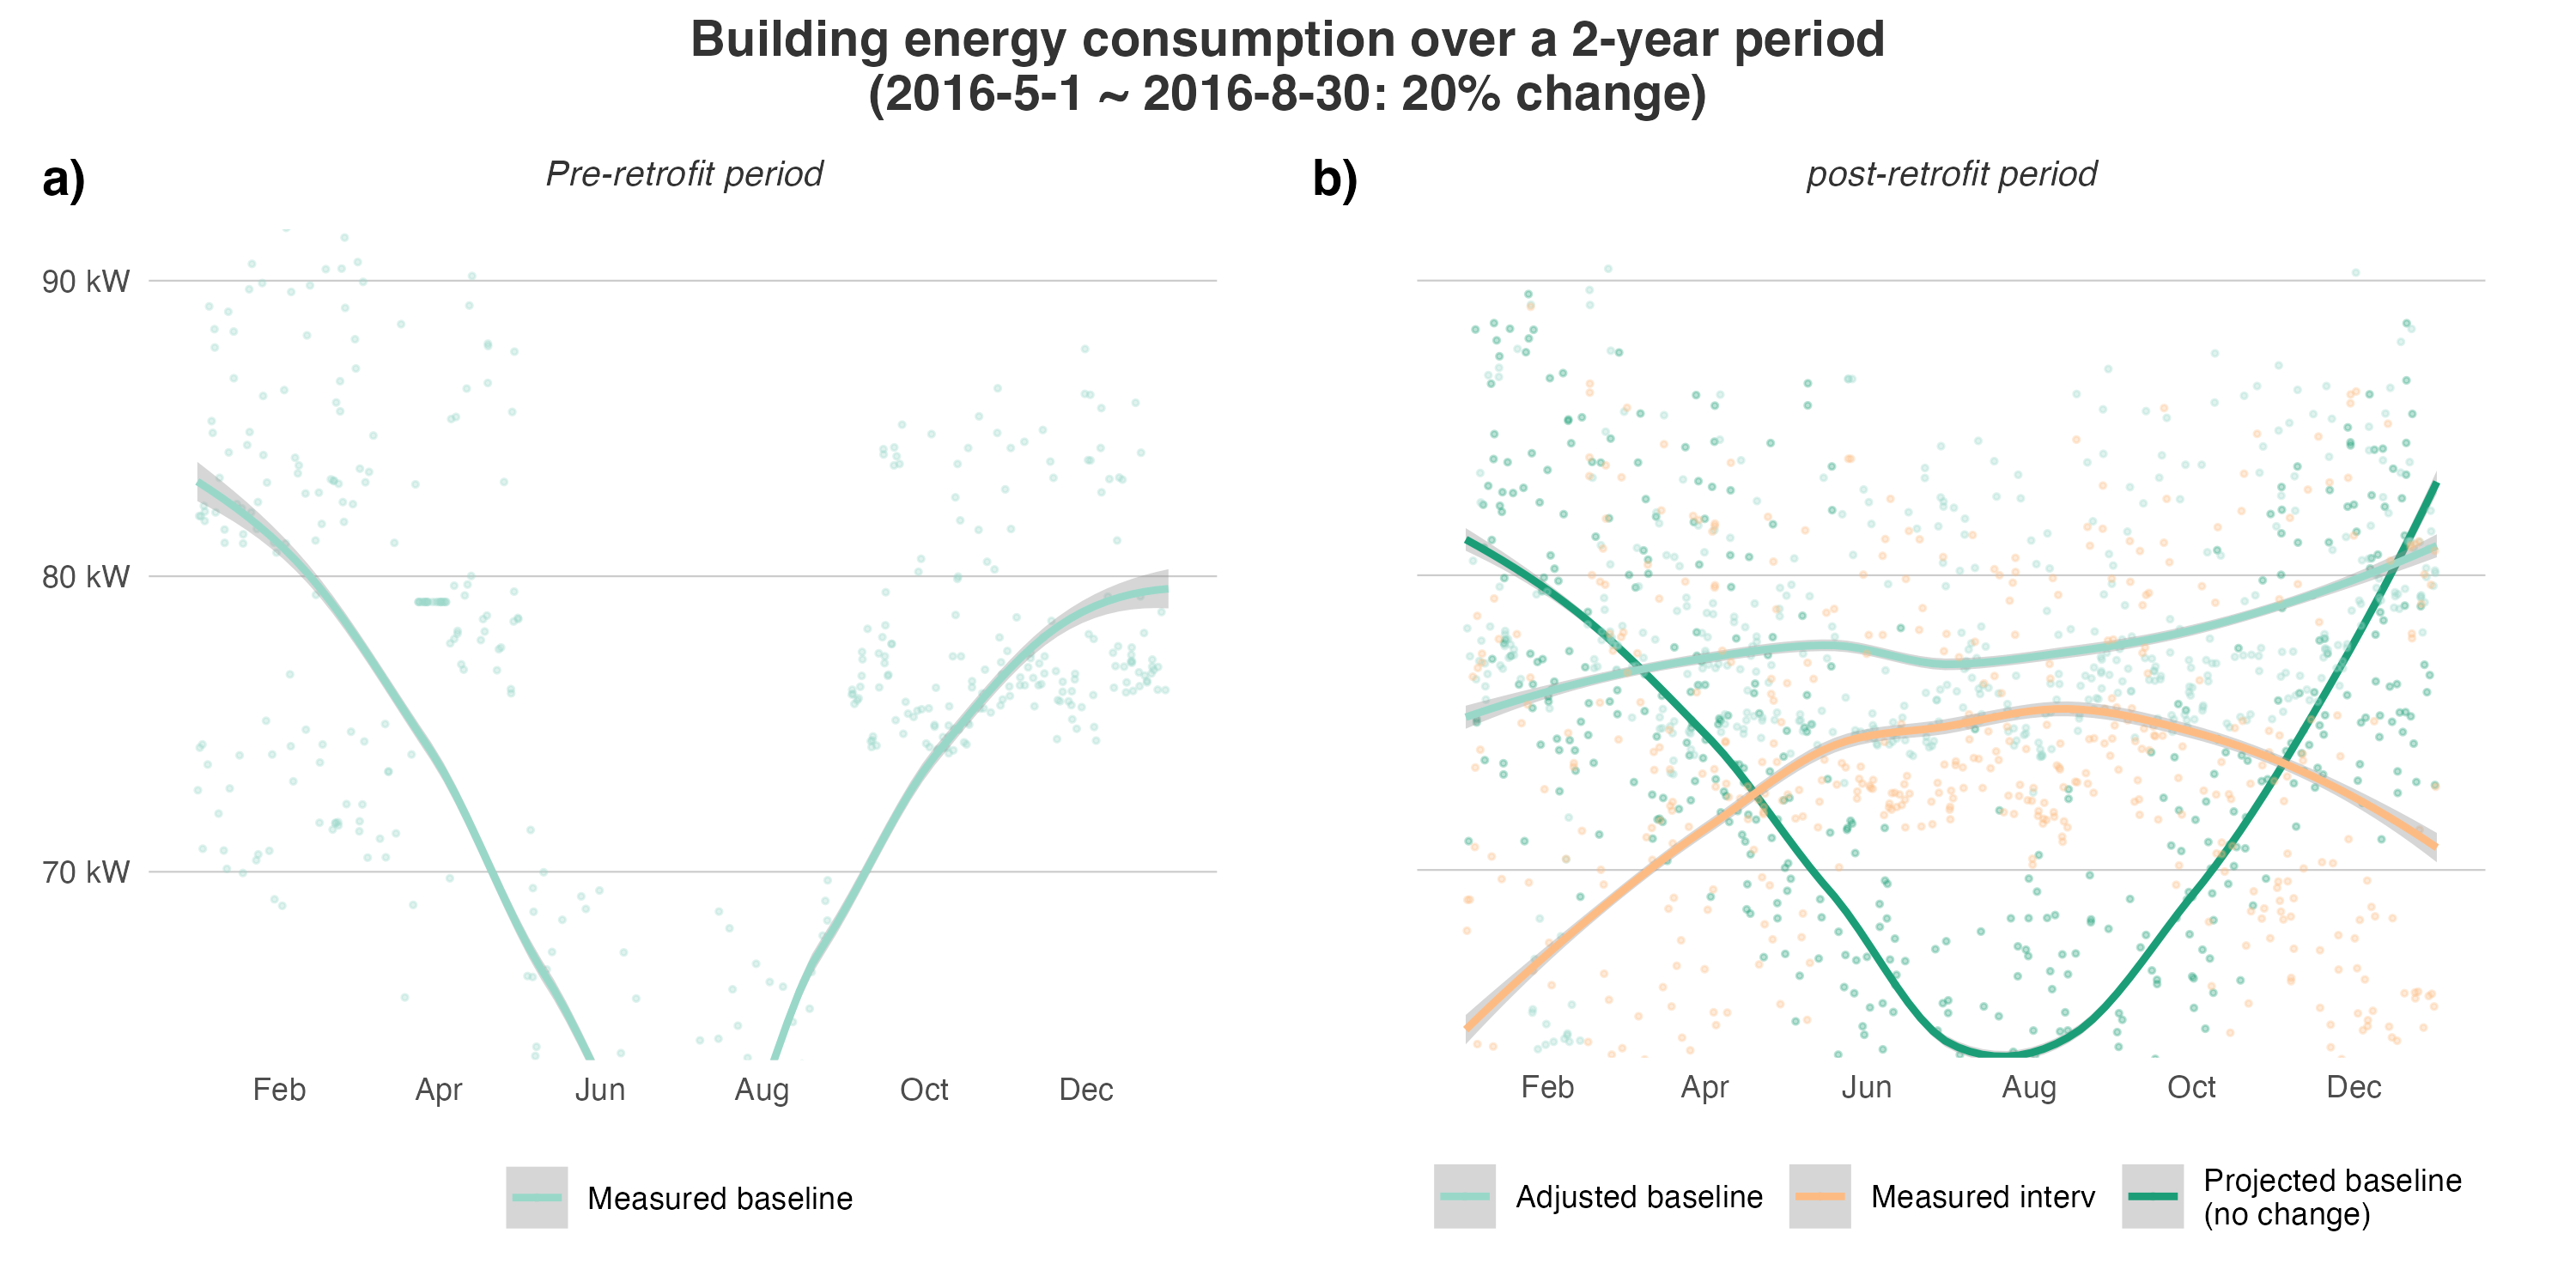 Building energy consumption over a 2-year period
(2016-5-1 ~ 2016-8-30: 20% change)
a)
Pre-retrofit period
90 kW
80 kW
70 kW
Feb
Apr
Jun
Aug
Oct
Dec
Measured baseline
b)
post-retrofit period
Feb
Apr
Jun
Aug
Oct
Dec
Adjusted baseline
Measured interv
Projected baseline
(no change)